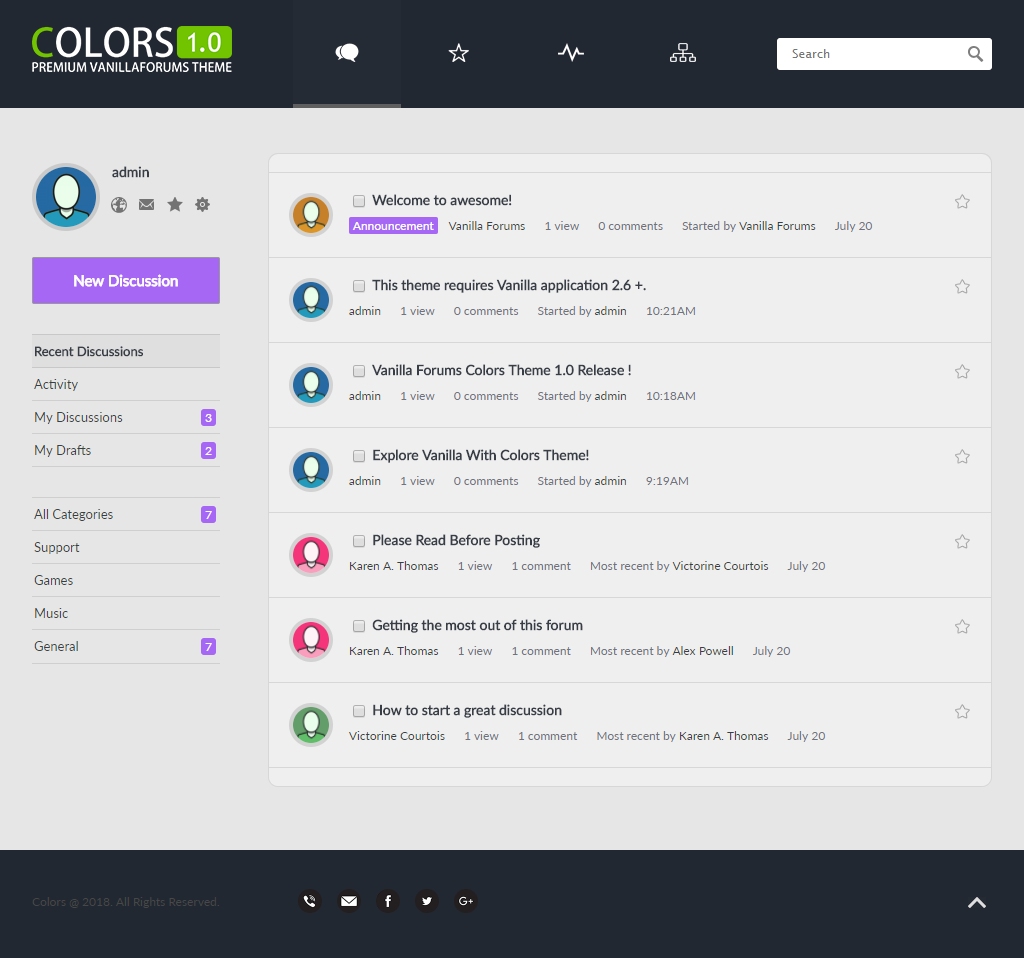 COLORS 1.0
PREMIUM VANILLAFORUMS THEME
Search
admin
New Discussion
Recent Discussions
Activity
My Discussions 3
My Drafts 2
All Categories 7
Support
Games
Music
General 7
Welcome to awesome!
Announcement Vanilla Forums 1 view 0 comments Started by Vanilla Forums July 20
This theme requires Vanilla application 2.6 +.
admin 1 view 0 comments Started by admin 10:21AM
Vanilla Forums Colors Theme 1.0 Release !
admin 1 view 0 comments Started by admin 10:18AM
Explore Vanilla With Colors Theme!
admin 1 view 0 comments Started by admin 9:19AM
Please Read Before Posting
Karen A. Thomas 1 view 1 comment Most recent by Victorine Courtois July 20
Getting the most out of this forum
Karen A. Thomas 1 view 1 comment Most recent by Alex Powell July 20
How to start a great discussion
Victorine Courtois 1 view 1 comment Most recent by Karen A. Thomas July 20
Colors @ 2018. All Rights Reserved.
f G+